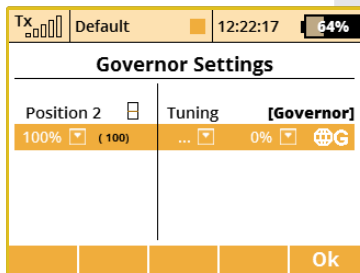 Tx Default 12:22:17 64%
Governor Settings
Position 2 Tuning [Governor]
100% ( 100) ... 0% G
Ok